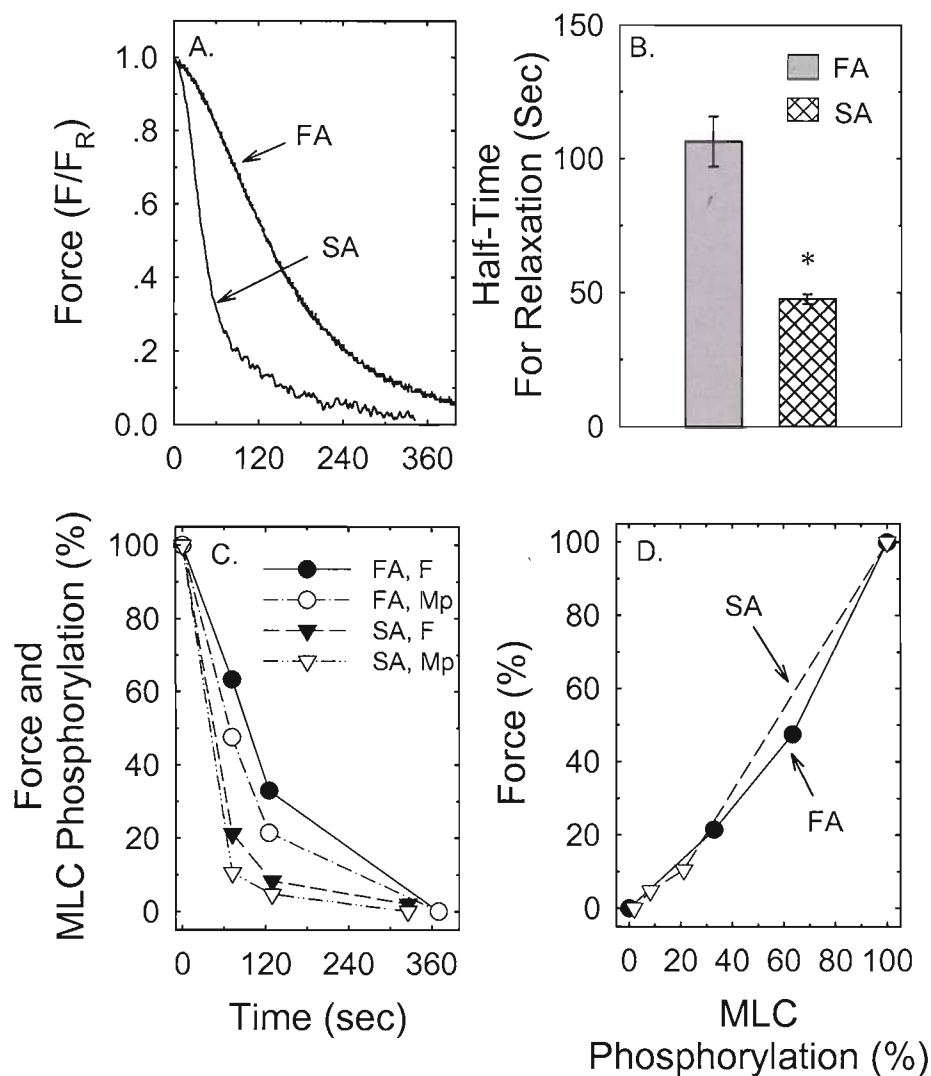 A.
Force (F/F_R)
1.0
.8
.6
.4
.2
0.0
FA
SA
0 120 240 360
B.
Half-Time
For Relaxation (Sec)
150
100
50
0
FA
SA
*
C.
Force and
MLC Phosphorylation (%)
100
80
60
40
20
0
FA, F
FA, Mp
SA, F
SA, Mp
0 120 240 360
Time (sec)
D.
Force (%)
100
80
60
40
20
0
SA
FA
0 20 40 60 80 100
MLC
Phosphorylation (%)